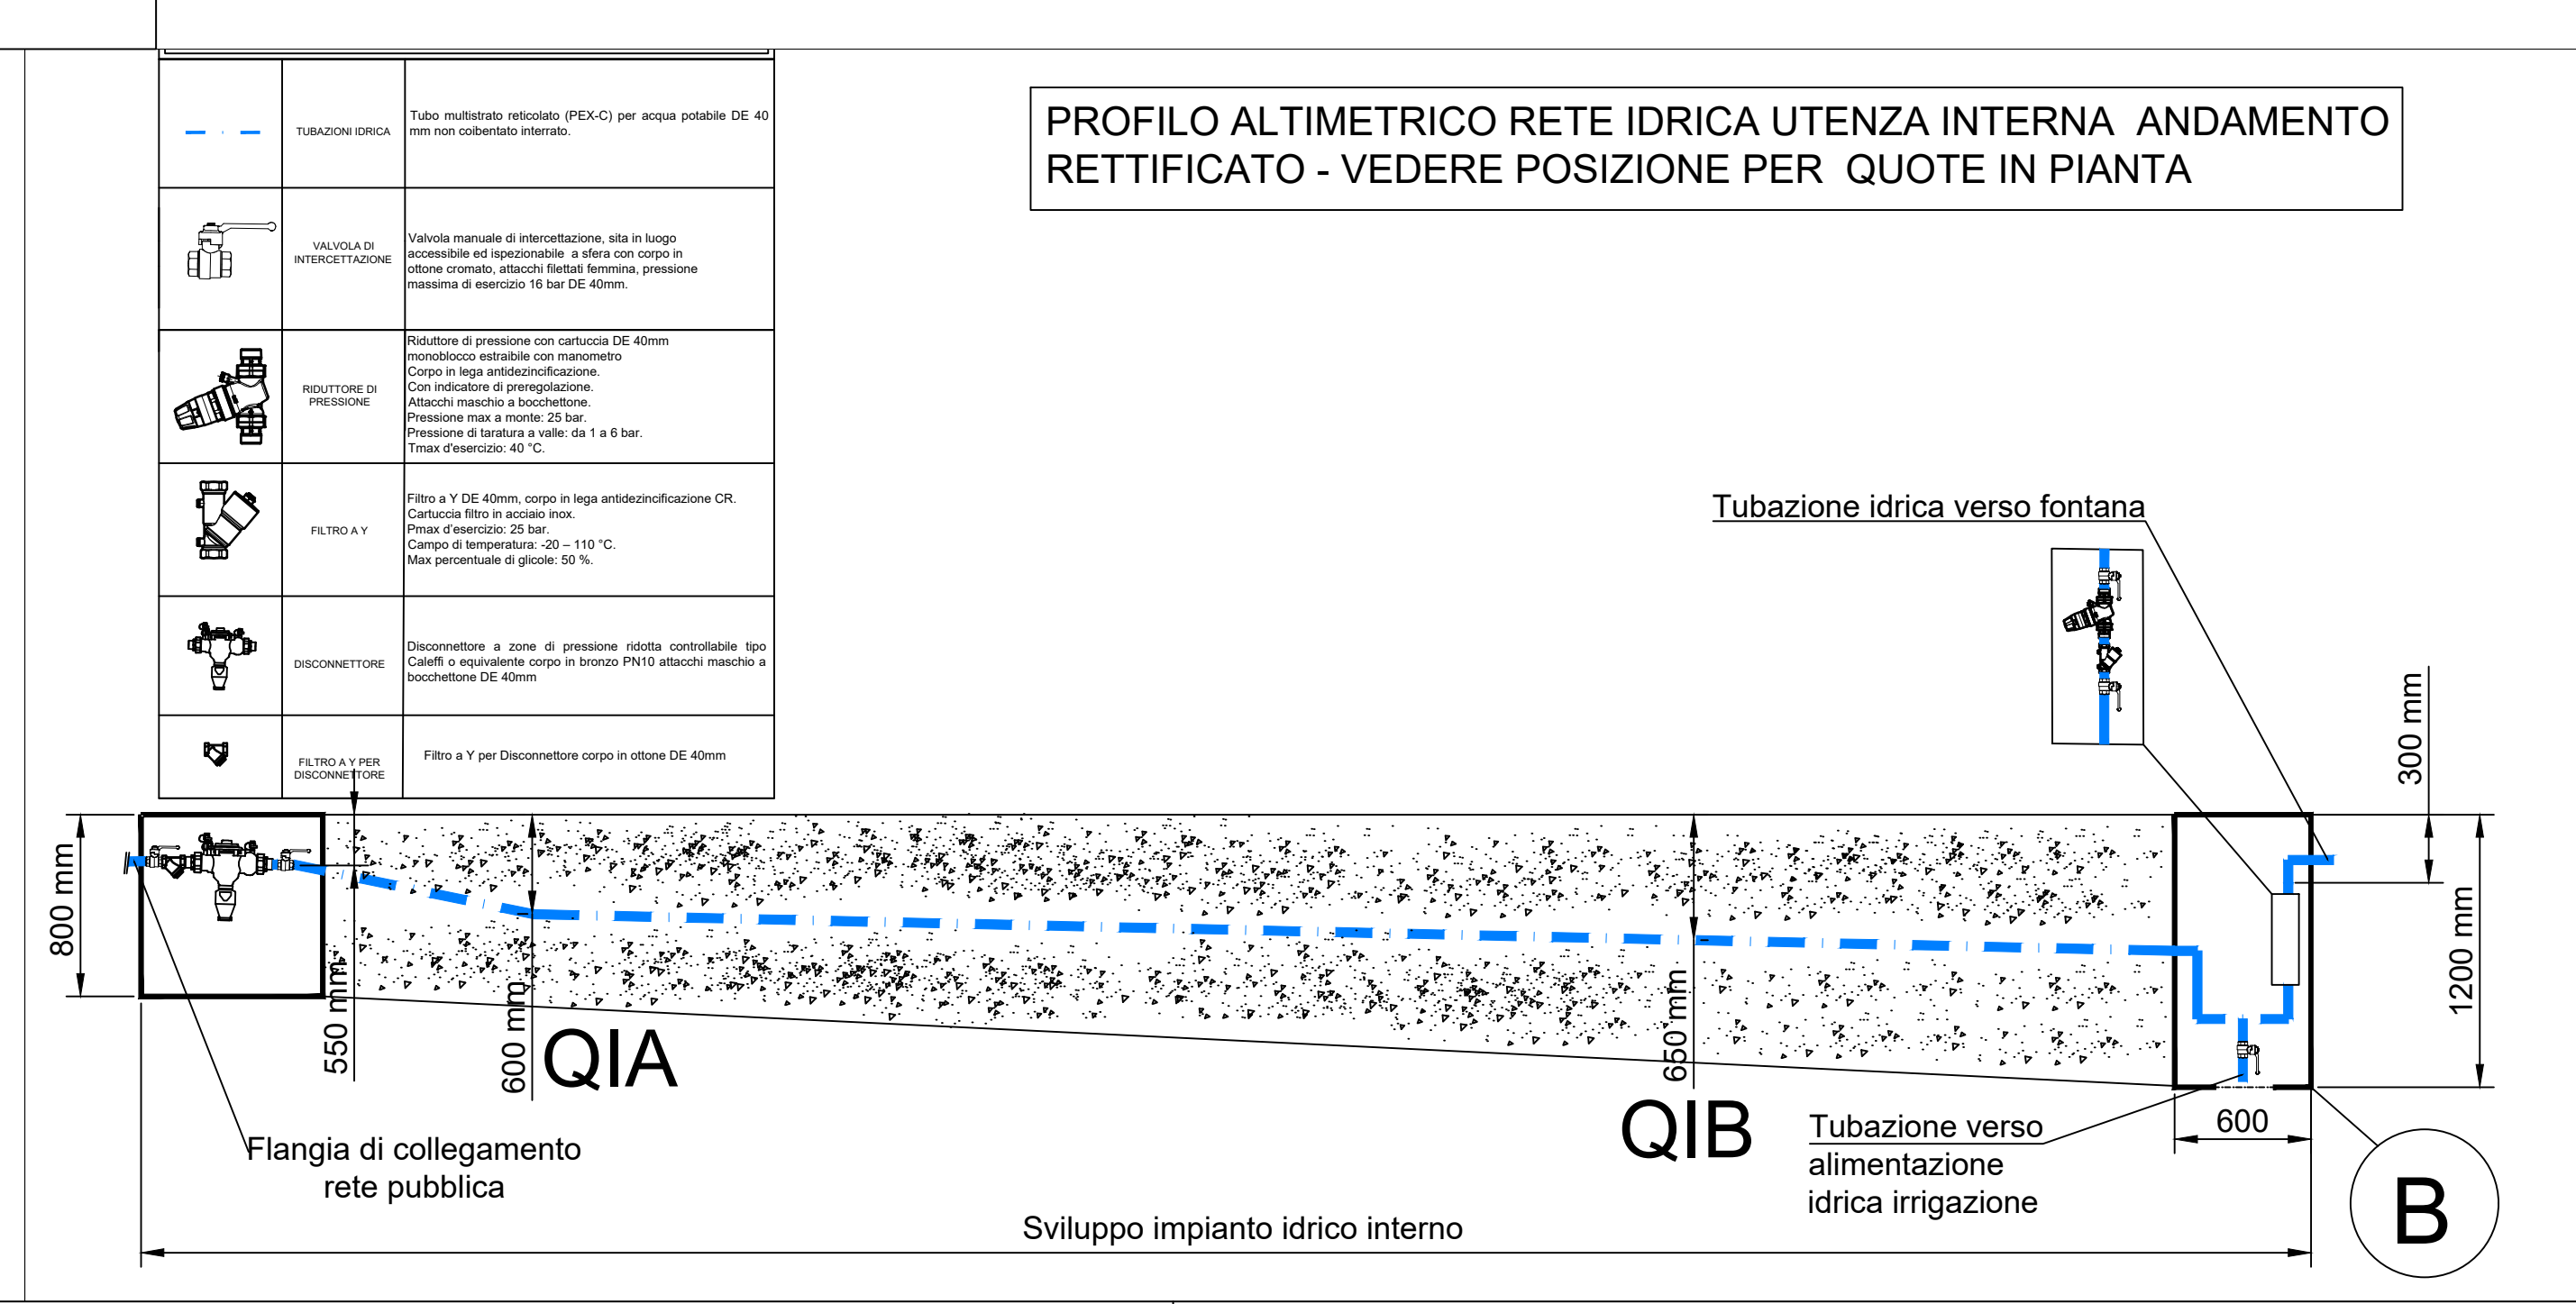 TUBAZIONI IDRICA
Tubo multistrato reticolato (PEX-C) per acqua potabile DE 40
mm non coibentato interrato.
VALVOLA DI
INTERCETTAZIONE
Valvola manuale di intercettazione, sita in luogo
accessibile ed ispezionabile a sfera con corpo in
ottone cromato, attacchi filettati femmina, pressione
massima di esercizio 16 bar DE 40mm.
RIDUTTORE DI
PRESSIONE
Riduttore di pressione con cartuccia DE 40mm
monoblocco estraibile con manometro
Corpo in lega antidezincificazione.
Con indicatore di preregolazione.
Attacchi maschio a bocchettone.
Pressione max a monte: 25 bar.
Pressione di taratura a valle: da 1 a 6 bar.
Tmax d'esercizio: 40 °C.
FILTRO A Y
Filtro a Y DE 40mm, corpo in lega antidezincificazione CR.
Cartuccia filtro in acciaio inox.
Pmax d'esercizio: 25 bar.
Campo di temperatura: -20 – 110 °C.
Max percentuale di glicole: 50 %.
DISCONNETTORE
Disconnettore a zone di pressione ridotta controllabile tipo
Caleffi o equivalente corpo in bronzo PN10 attacchi maschio a
bocchettone DE 40mm
FILTRO A Y PER
DISCONNETTORE
Filtro a Y per Disconnettore corpo in ottone DE 40mm
PROFILO ALTIMETRICO RETE IDRICA UTENZA INTERNA ANDAMENTO
RETTIFICATO - VEDERE POSIZIONE PER QUOTE IN PIANTA
Tubazione idrica verso fontana
300 mm
800 mm
550 mm
600 mm
QIA
650 mm
QIB
1200 mm
600
Flangia di collegamento
rete pubblica
Tubazione verso
alimentazione
idrica irrigazione
B
Sviluppo impianto idrico interno